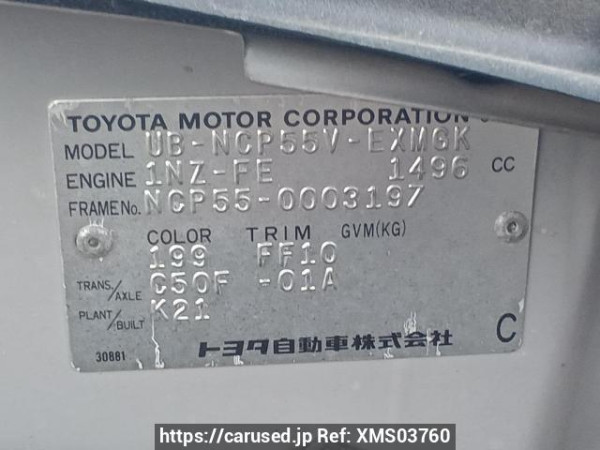 TOYOTA MOTOR CORPORATION
MODEL UB-NCP55V-EXMGK
ENGINE 1NZ-FE 1496 CC
FRAME No. NCP55-0003197
COLOR TRIM GVM(KG)
199 FF10
TRANS./AXLE C50F -01A
PLANT/BUILT K21
30881 トヨタ自動車株式会社 C
https://carused.jp Ref: XMS03760